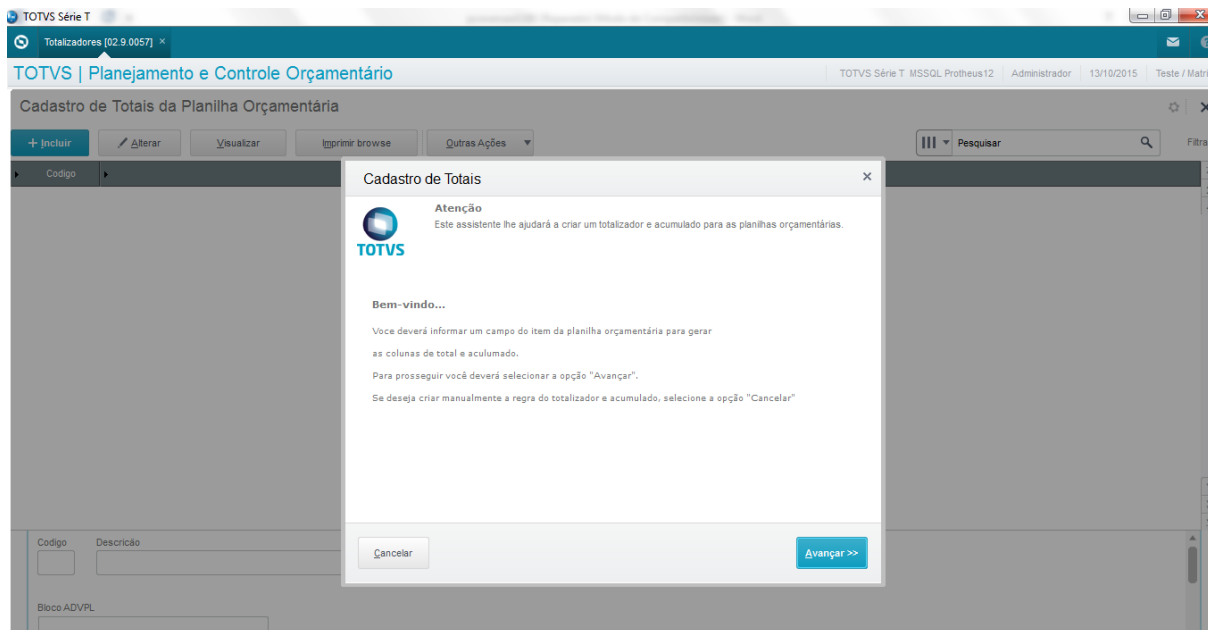 TOTVS Série T
Totalizadores [02.9.0057] ×
TOTVS | Planejamento e Controle Orçamentário
TOTVS Série T MSSQL Protheus12 Administrador 13/10/2015 Teste / Matri
Cadastro de Totais da Planilha Orçamentária
+ Incluir Alterar Visualizar Imprimir browse Outras Ações Pesquisar Filtra
Codigo
Cadastro de Totais ×
Atenção
Este assistente lhe ajudará a criar um totalizador e acumulado para as planilhas orçamentárias.
TOTVS
Bem-vindo...
Voce deverá informar um campo do item da planilha orçamentária para gerar
as colunas de total e aculumado.
Para prosseguir você deverá selecionar a opção "Avançar".
Se deseja criar manualmente a regra do totalizador e acumulado, selecione a opção "Cancelar"
Cancelar Avançar >>
Codigo Descricão
Bloco ADVPL